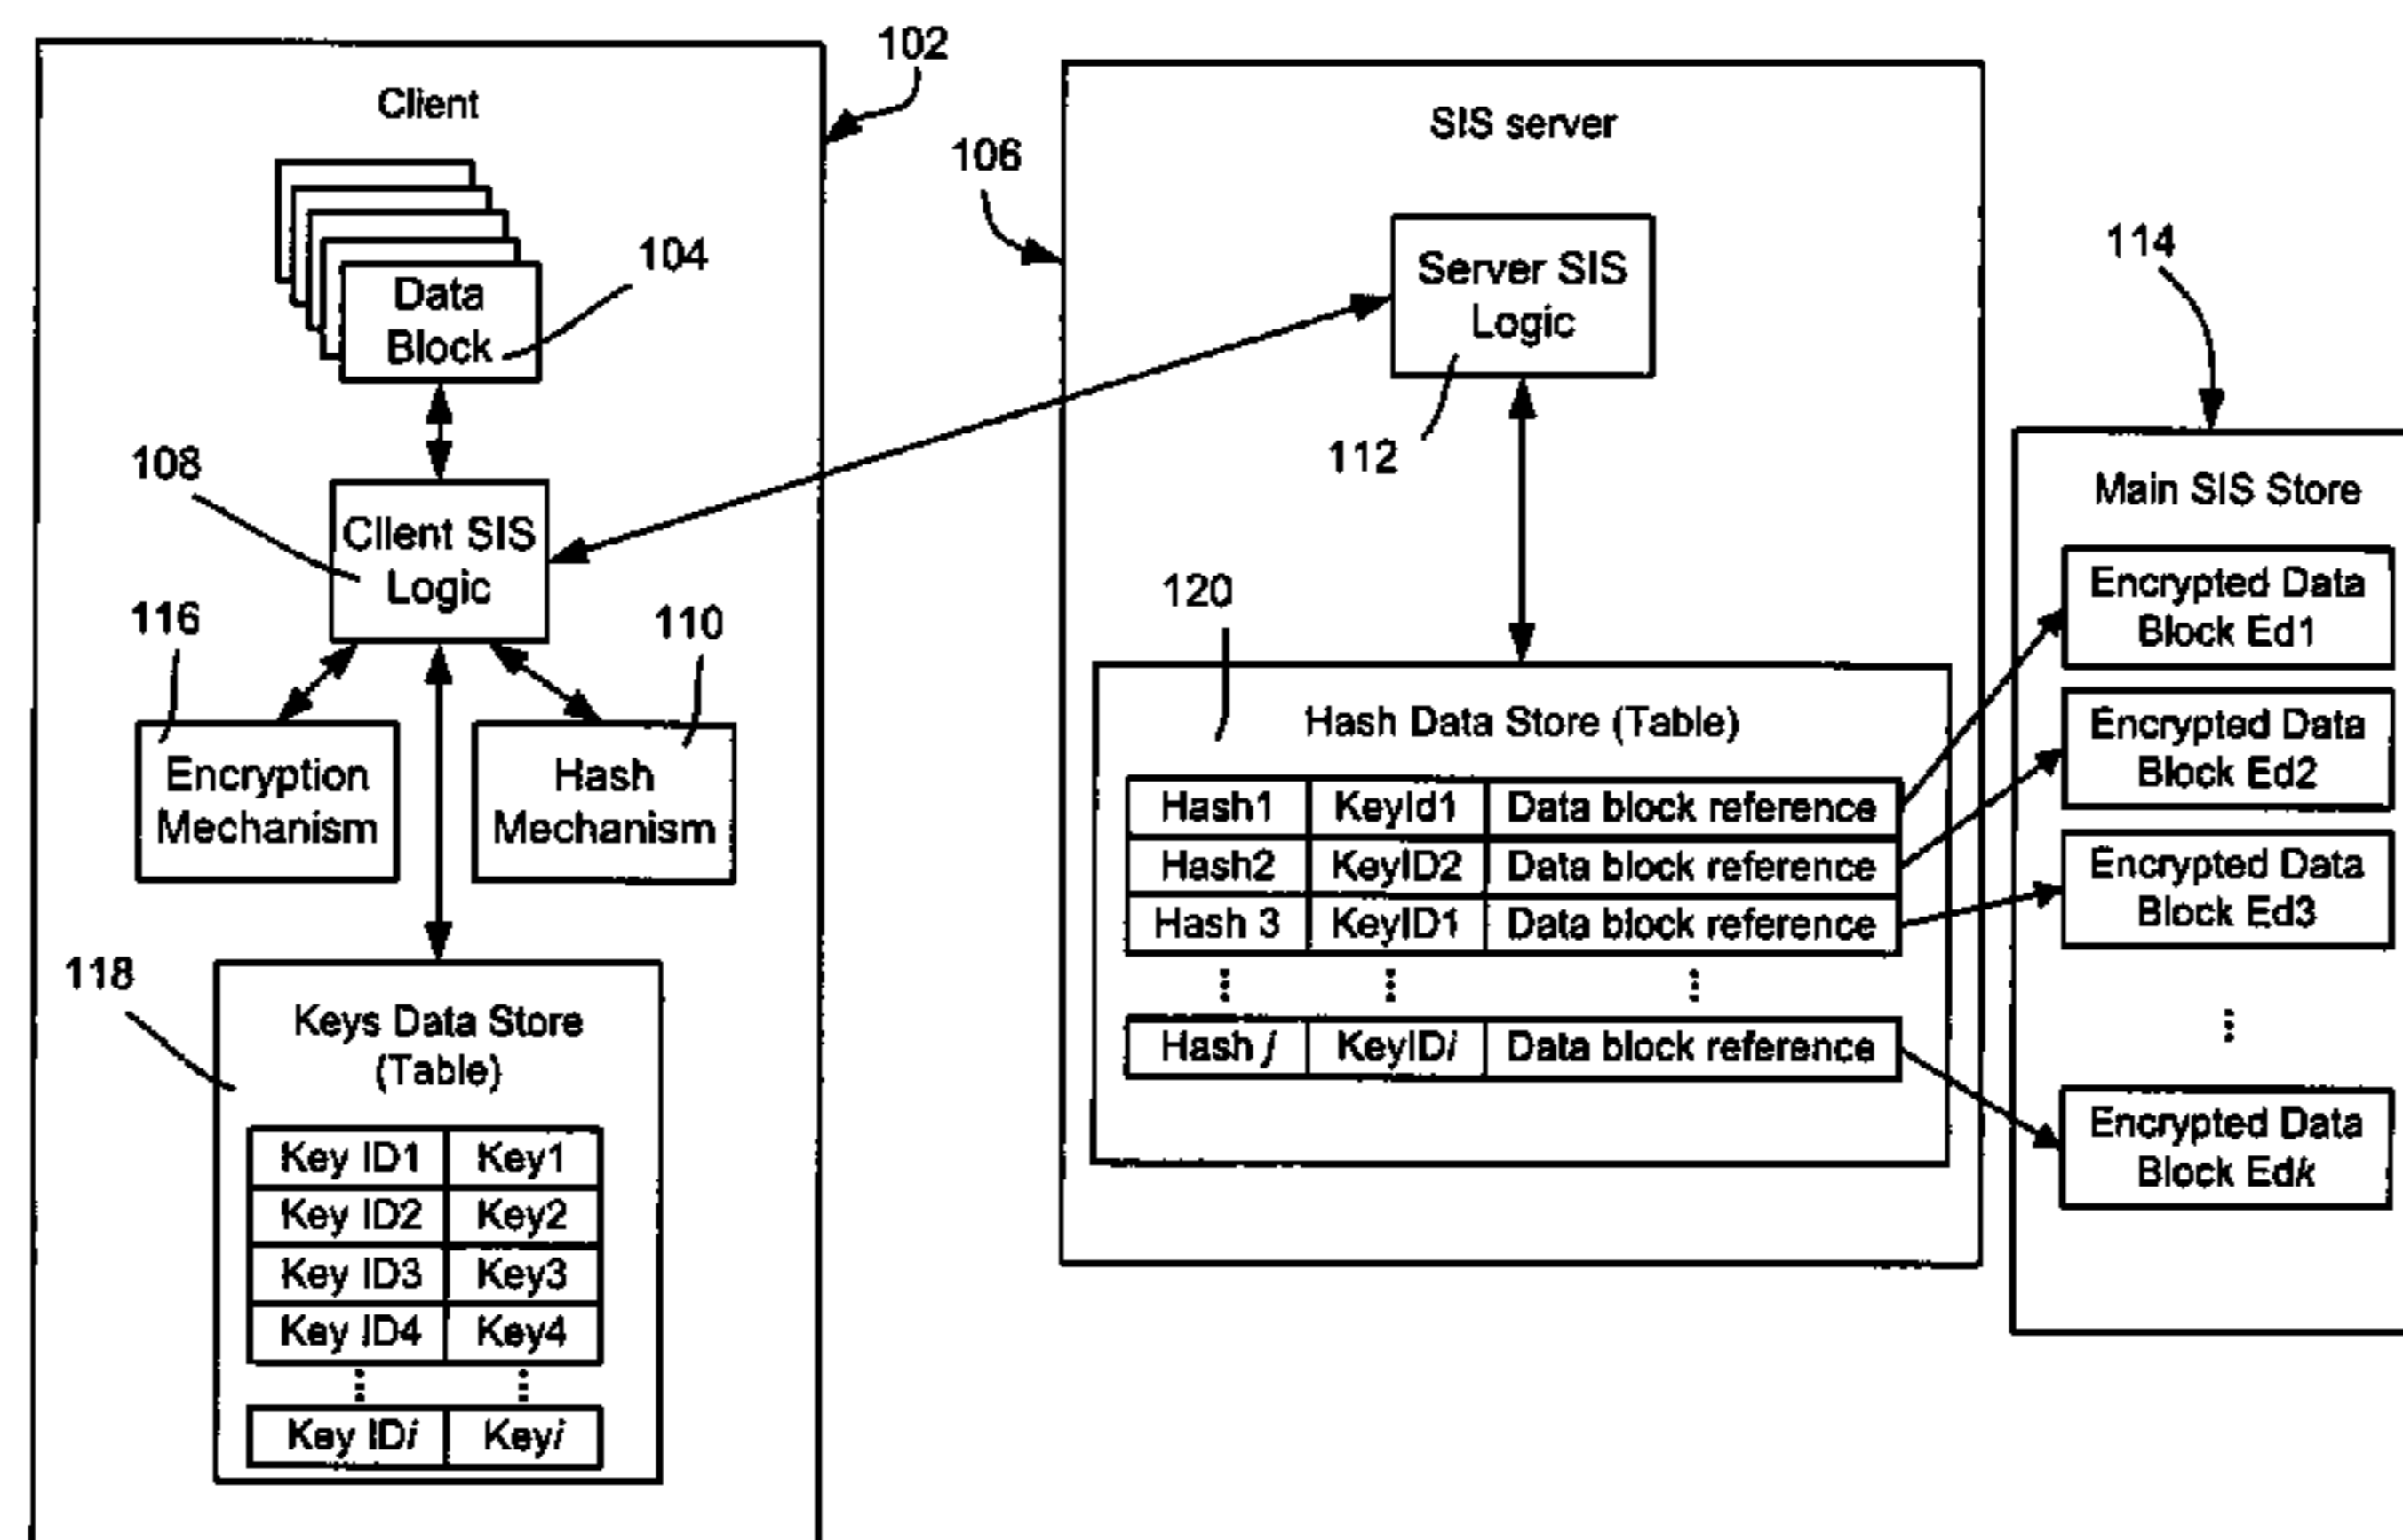 102
Client
104
Data
Block
108
Client SIS
Logic
116
110
Encryption
Mechanism
Hash
Mechanism
118
Keys Data Store
(Table)
Key ID1 Key1
Key ID2 Key2
Key ID3 Key3
Key ID4 Key4
⋮ ⋮
Key IDi Keyi
106
SIS server
Server SIS
Logic
112
120
Hash Data Store (Table)
Hash1 KeyId1 Data block reference
Hash2 KeyID2 Data block reference
Hash 3 KeyID1 Data block reference
⋮ ⋮ ⋮
Hash j KeyIDi Data block reference
114
Main SIS Store
Encrypted Data
Block Ed1
Encrypted Data
Block Ed2
Encrypted Data
Block Ed3
⋮
Encrypted Data
Block Edk